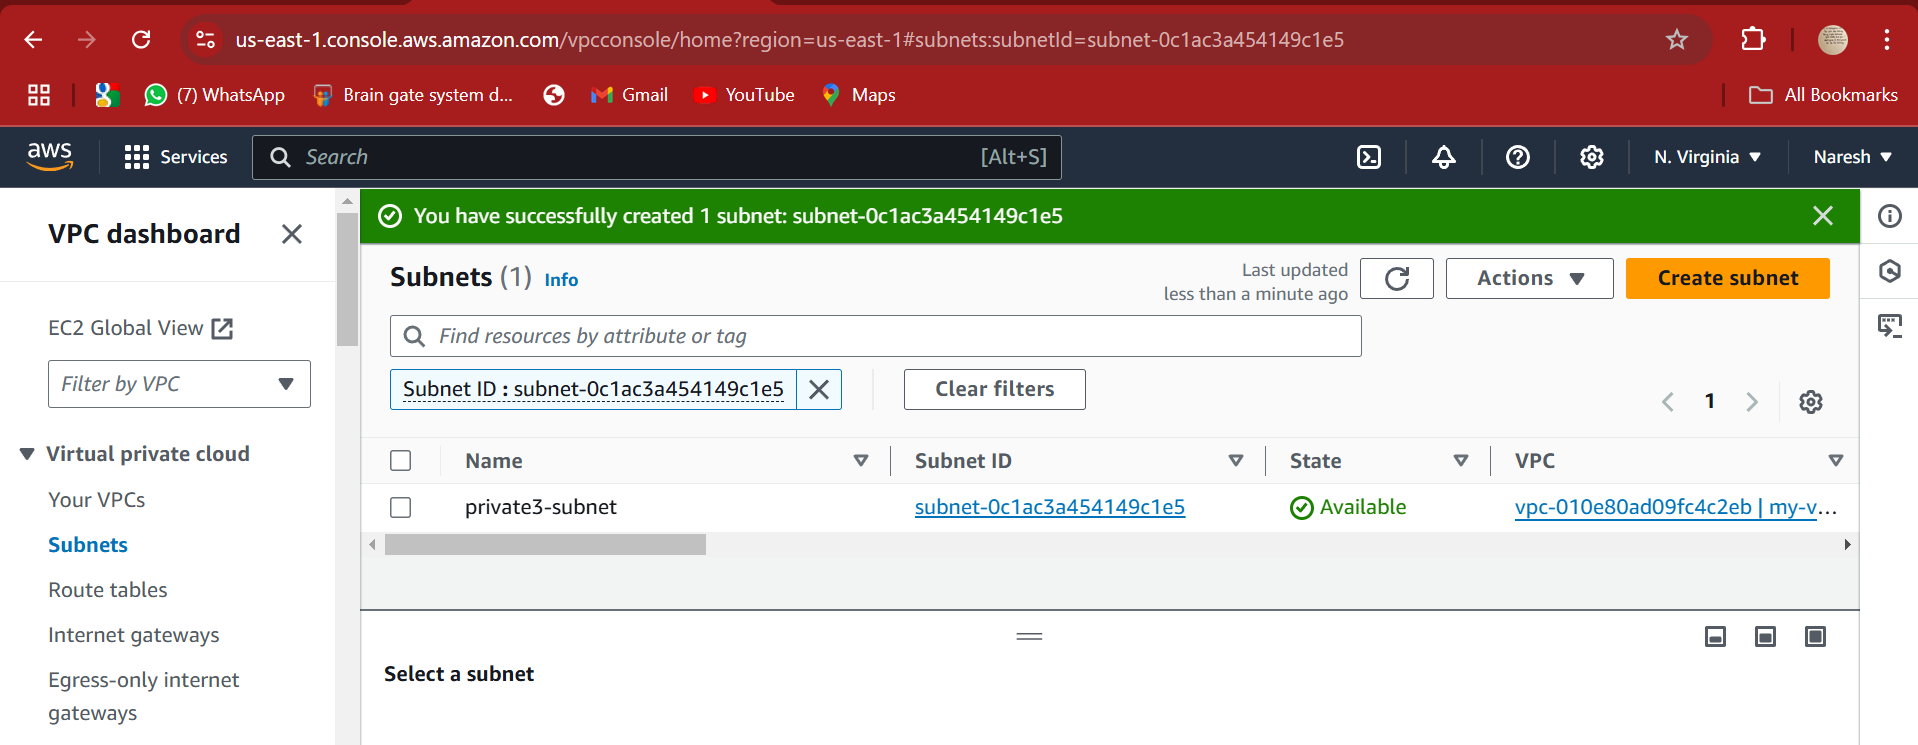 us-east-1.console.aws.amazon.com/vpcconsole/home?region=us-east-1#subnets:subnetId=subnet-0c1ac3a454149c1e5
(7) WhatsApp
Brain gate system d...
Gmail
YouTube
Maps
All Bookmarks
aws
Services
Search
[Alt+S]
N. Virginia
Naresh
VPC dashboard
EC2 Global View
Filter by VPC
Virtual private cloud
Your VPCs
Subnets
Route tables
Internet gateways
Egress-only internet
gateways
You have successfully created 1 subnet: subnet-0c1ac3a454149c1e5
Subnets (1) Info
Last updated
less than a minute ago
Actions
Create subnet
Find resources by attribute or tag
Subnet ID : subnet-0c1ac3a454149c1e5
Clear filters
1
Name
Subnet ID
State
VPC
private3-subnet
subnet-0c1ac3a454149c1e5
Available
vpc-010e80ad09fc4c2eb | my-v...
Select a subnet